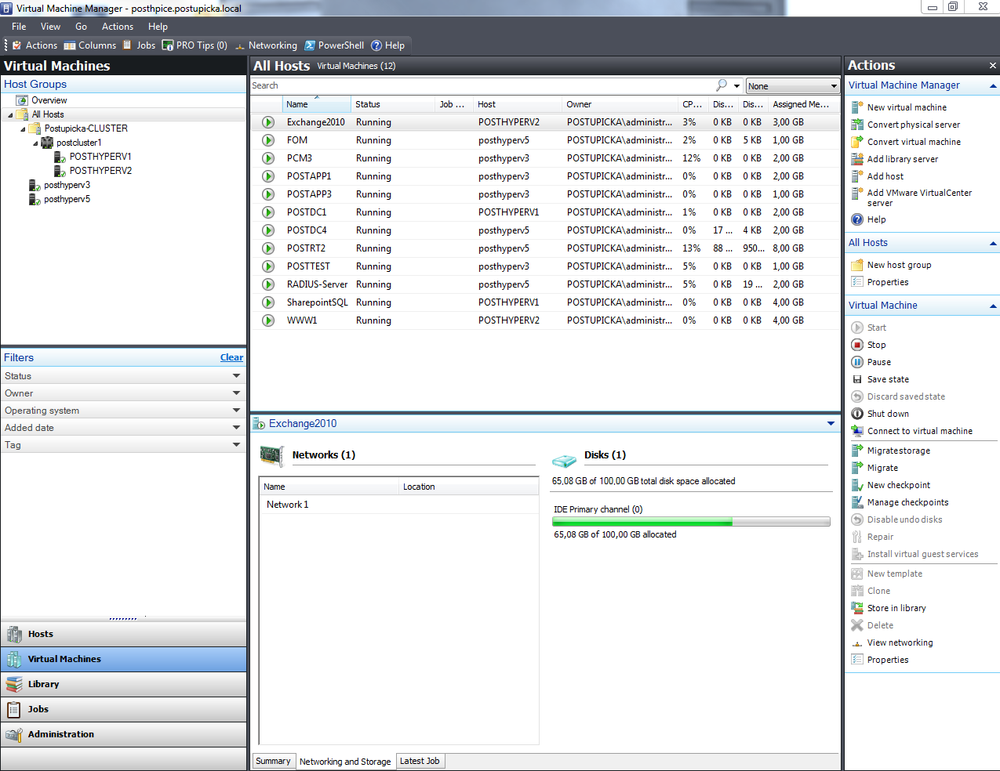 Virtual Machine Manager - posthpice.postupicka.local
File View Go Actions Help
Actions Columns Jobs PRO Tips (0) Networking PowerShell Help
Virtual Machines
Host Groups
Overview
All Hosts
Postupicka-CLUSTER
postcluster1
POSTHYPERV1
POSTHYPERV2
posthyperv3
posthyperv5
Filters Clear
Status
Owner
Operating system
Added date
Tag
Hosts
Virtual Machines
Library
Jobs
Administration
All Hosts Virtual Machines (12)
Search None
Name Status Job ... Host Owner CP... Dis... Dis... Assigned Me...
Exchange2010 Running POSTHYPERV2 POSTUPICKA\administr... 3% 0 KB 0 KB 3,00 GB
FOM Running posthyperv5 POSTUPICKA\administr... 2% 0 KB 5 KB 1,00 GB
PCM3 Running posthyperv3 POSTUPICKA\administr... 12% 0 KB 0 KB 2,00 GB
POSTAPP1 Running posthyperv3 POSTUPICKA\administr... 0% 0 KB 0 KB 2,00 GB
POSTAPP3 Running posthyperv3 POSTUPICKA\administr... 0% 0 KB 0 KB 1,00 GB
POSTDC1 Running POSTHYPERV1 POSTUPICKA\administr... 1% 0 KB 0 KB 2,00 GB
POSTDC4 Running posthyperv5 POSTUPICKA\administr... 0% 17 ... 4 KB 2,00 GB
POSTRT2 Running posthyperv5 POSTUPICKA\administr... 13% 88 ... 950... 8,00 GB
POSTTEST Running posthyperv3 POSTUPICKA\administr... 5% 0 KB 0 KB 1,00 GB
RADIUS-Server Running posthyperv5 POSTUPICKA\administr... 5% 0 KB 19 ... 2,00 GB
SharepointSQL Running POSTHYPERV1 POSTUPICKA\administr... 0% 0 KB 0 KB 4,00 GB
WWW1 Running POSTHYPERV2 POSTUPICKA\administr... 0% 0 KB 0 KB 4,00 GB
Exchange2010
Networks (1)
Name Location
Network 1
Disks (1)
65,08 GB of 100,00 GB total disk space allocated
IDE Primary channel (0)
65,08 GB of 100,00 GB allocated
Summary Networking and Storage Latest Job
Actions
Virtual Machine Manager
New virtual machine
Convert physical server
Convert virtual machine
Add library server
Add host
Add VMware VirtualCenter
server
Help
All Hosts
New host group
Properties
Virtual Machine
Start
Stop
Pause
Save state
Discard saved state
Shut down
Connect to virtual machine
Migrate storage
Migrate
New checkpoint
Manage checkpoints
Disable undo disks
Repair
Install virtual guest services
New template
Clone
Store in library
Delete
View networking
Properties